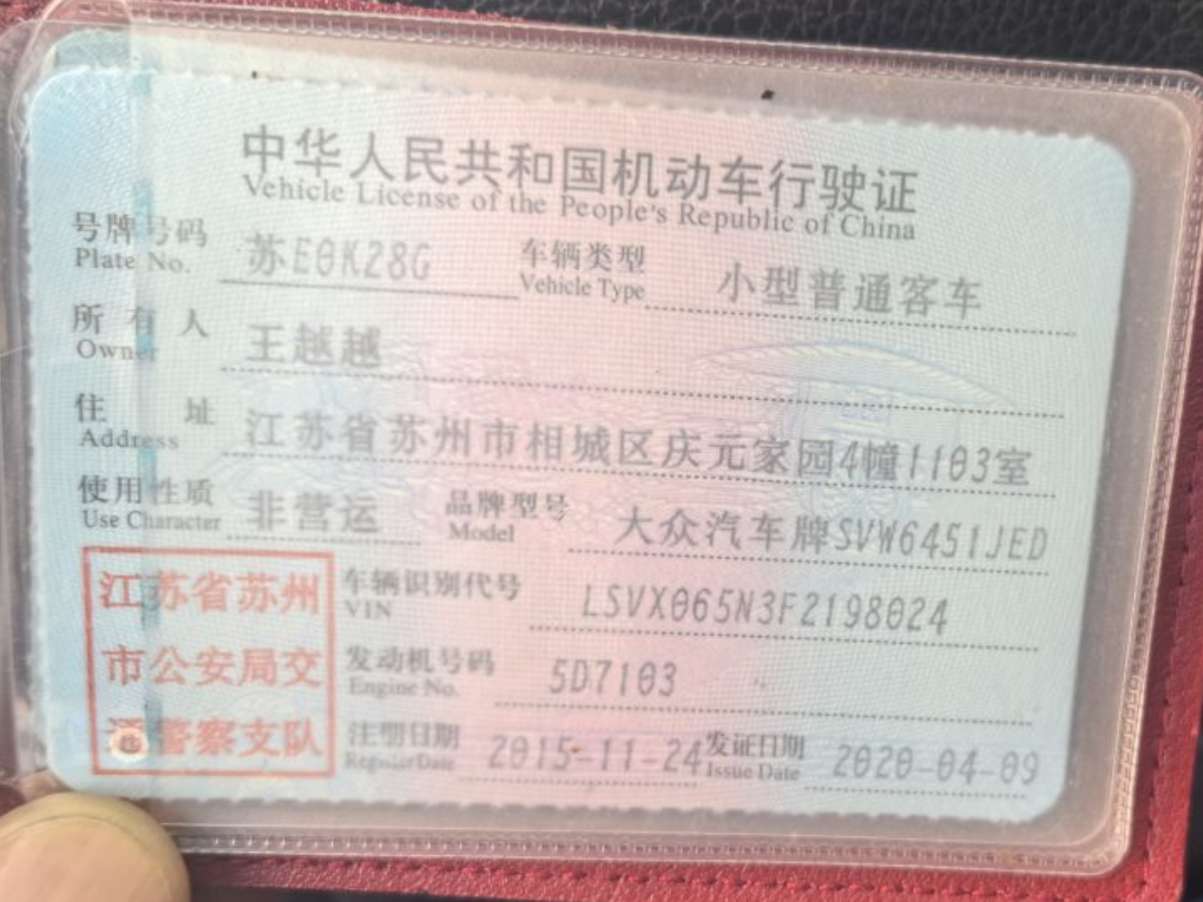 中华人民共和国机动车行驶证
Vehicle License of the People's Republic of China
号牌号码 苏E0K28G 车辆类型 小型普通客车
Plate No. Vehicle Type
所有人 王越越
Owner
住址 江苏省苏州市相城区庆元家园4幢1103室
Address
使用性质 非营运 品牌型号 大众汽车牌SVW6451JED
Use Character Model
江苏省苏州 车辆识别代号 LSVX065N3F2198024
VIN
市公安局交 发动机号码 5D7103
Engine No.
通警察支队 注册日期 2015-11-24 发证日期 2020-04-09
Register Date Issue Date